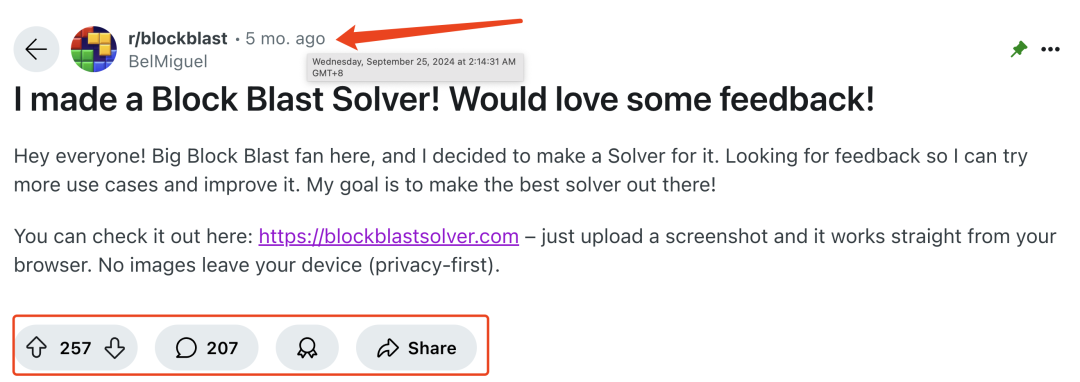 r/blockblast • 5 mo. ago
BelMiguel
Wednesday, September 25, 2024 at 2:14:31 AM
GMT+8
I made a Block Blast Solver! Would love some feedback!
Hey everyone! Big Block Blast fan here, and I decided to make a Solver for it. Looking for feedback so I can try
more use cases and improve it. My goal is to make the best solver out there!
You can check it out here: https://blockblastsolver.com – just upload a screenshot and it works straight from your
browser. No images leave your device (privacy-first).
257 207 Share